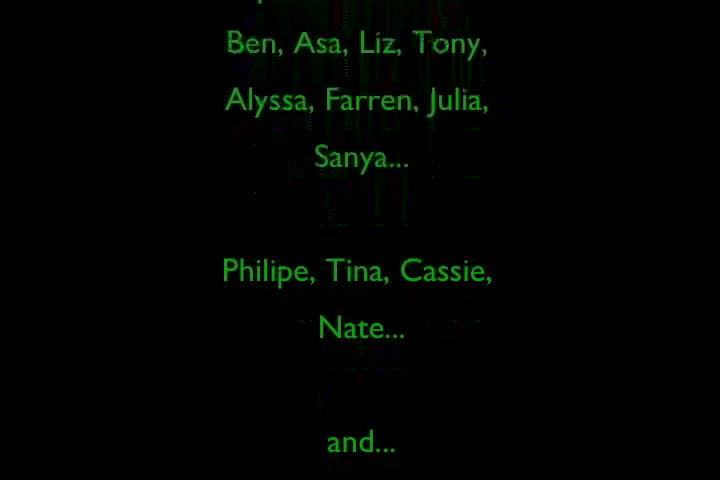 Ben, Asa, Liz, Tony,
Alyssa, Farren, Julia,
Sanya...
Philipe, Tina, Cassie,
Nate...
and...